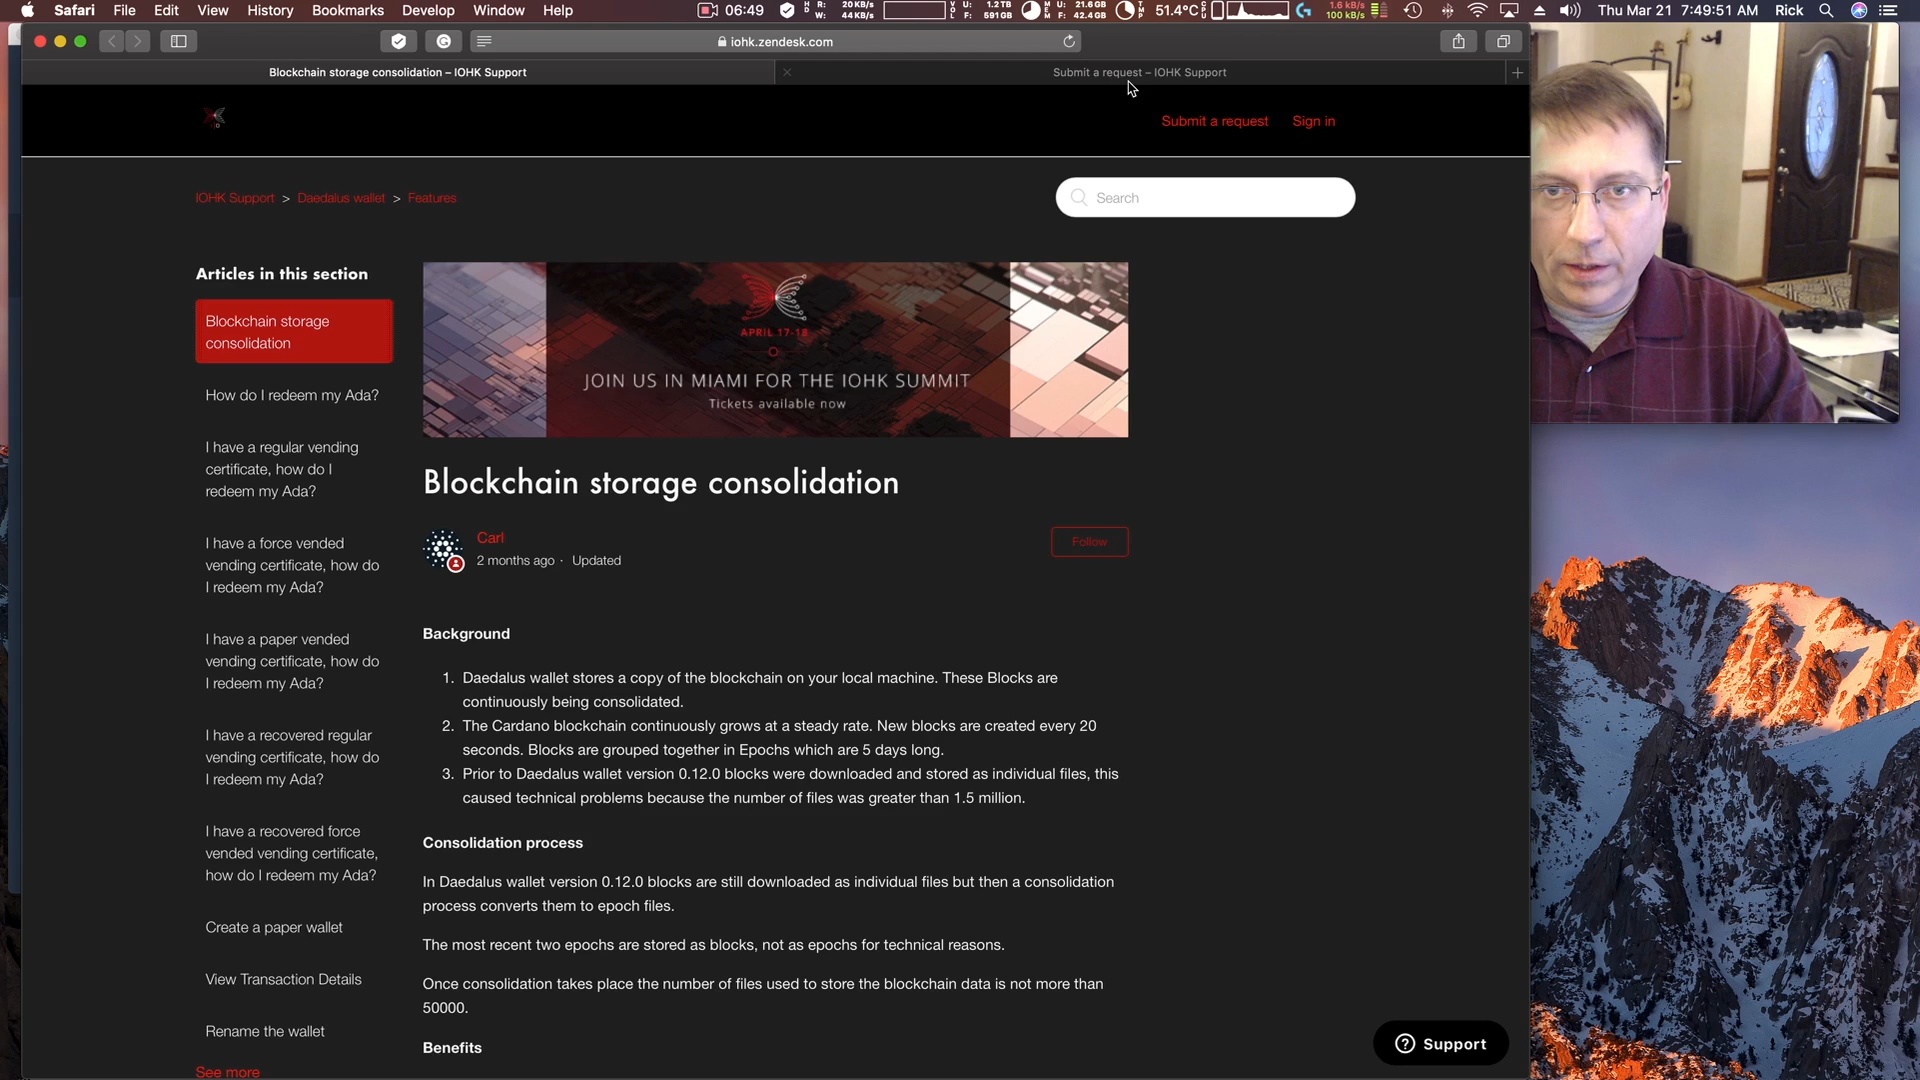 Safari File Edit View History Bookmarks Develop Window Help
06:49
R: 20 KB/s
W: 44 KB/s
U: 1.2 TB
F: 591 GB
U: 21.6 GB
F: 42.4 GB
51.4°C
1.6 kB/s
100 kB/s
Thu Mar 21 7:49:51 AM Rick
iohk.zendesk.com
Blockchain storage consolidation – IOHK Support
Submit a request – IOHK Support
Submit a request Sign in
IOHK Support > Daedalus wallet > Features
Search
Articles in this section
Blockchain storage
consolidation
How do I redeem my Ada?
I have a regular vending
certificate, how do I
redeem my Ada?
I have a force vended
vending certificate, how do
I redeem my Ada?
I have a paper vended
vending certificate, how do
I redeem my Ada?
I have a recovered regular
vending certificate, how do
I redeem my Ada?
I have a recovered force
vended vending certificate,
how do I redeem my Ada?
Create a paper wallet
View Transaction Details
Rename the wallet
See more
APRIL 17-18
JOIN US IN MIAMI FOR THE IOHK SUMMIT
Tickets available now
Blockchain storage consolidation
Carl
2 months ago · Updated
Follow
Background
1. Daedalus wallet stores a copy of the blockchain on your local machine. These Blocks are
continuously being consolidated.
2. The Cardano blockchain continuously grows at a steady rate. New blocks are created every 20
seconds. Blocks are grouped together in Epochs which are 5 days long.
3. Prior to Daedalus wallet version 0.12.0 blocks were downloaded and stored as individual files, this
caused technical problems because the number of files was greater than 1.5 million.
Consolidation process
In Daedalus wallet version 0.12.0 blocks are still downloaded as individual files but then a consolidation
process converts them to epoch files.
The most recent two epochs are stored as blocks, not as epochs for technical reasons.
Once consolidation takes place the number of files used to store the blockchain data is not more than
50000.
Benefits
Support